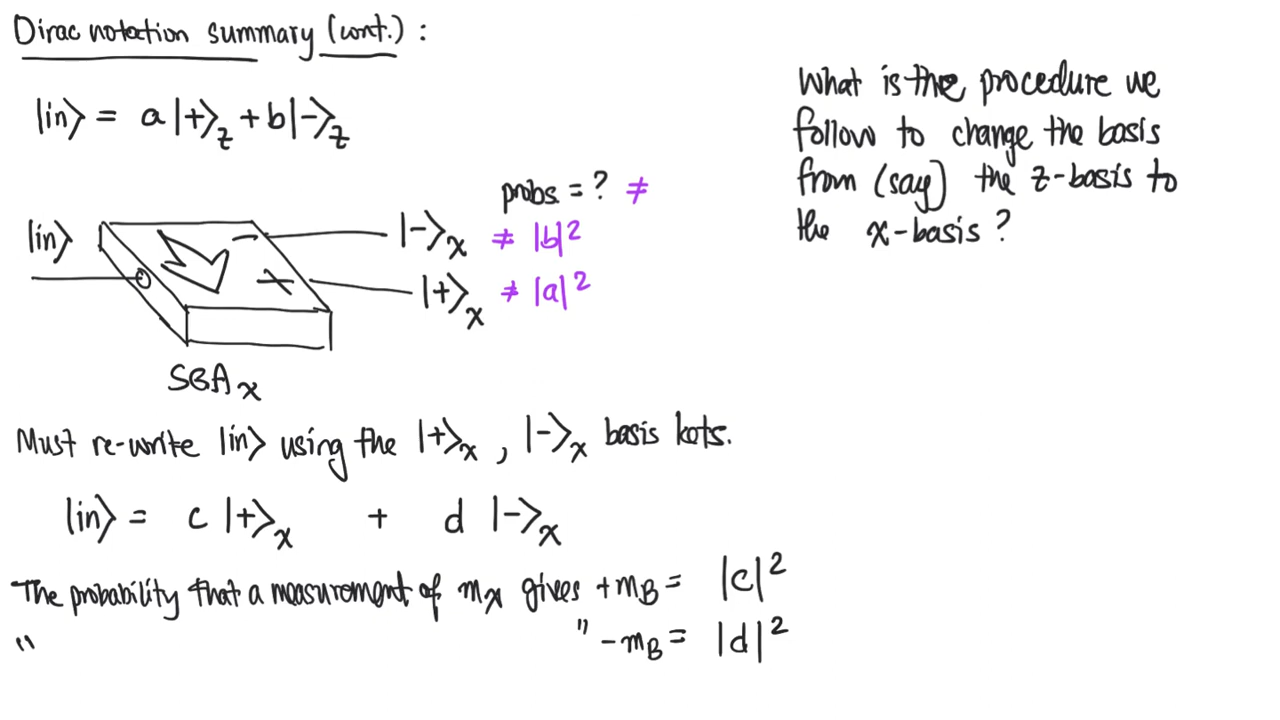 Dirac notation summary (cont.) :
|in⟩ = a |+⟩z + b |-⟩z
What is the procedure we
follow to change the basis
from (say) the z-basis to
the x-basis ?
probs = ? ≠
|in⟩ − |-⟩x ≠ |b|²
+ |+⟩x ≠ |a|²
SGAx
Must re-write |in⟩ using the |+⟩x , |-⟩x basis kets.
|in⟩ = c |+⟩x + d |-⟩x
The probability that a measurement of mx gives +mB = |c|²
" " -mB = |d|²